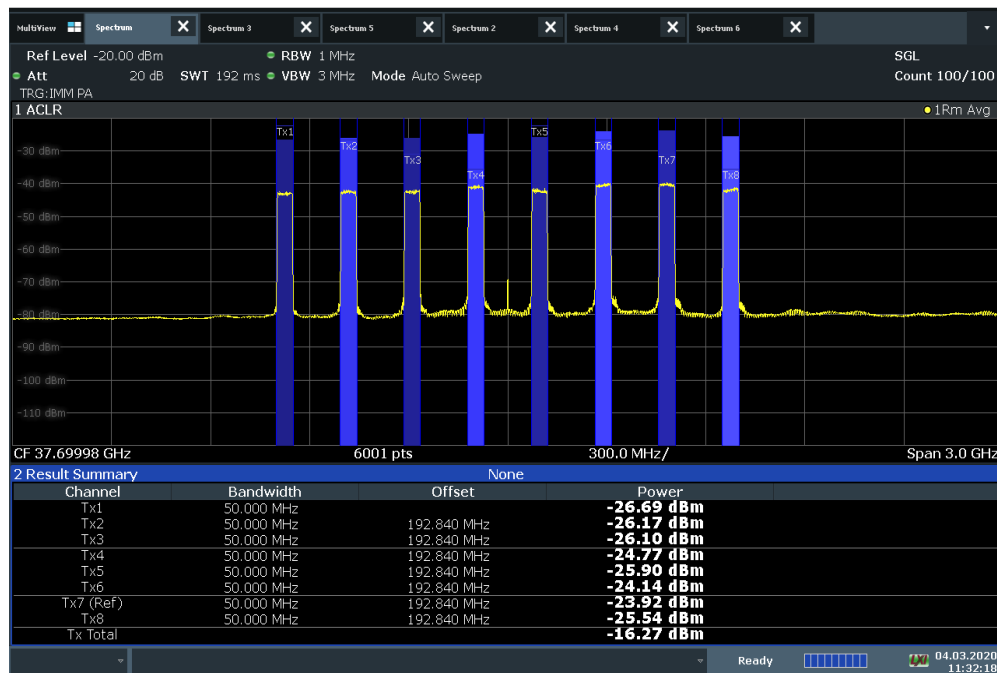 MultiView Spectrum Spectrum 3 Spectrum 5 Spectrum 2 Spectrum 4 Spectrum 6
Ref Level -20.00 dBm RBW 1 MHz SGL
Att 20 dB SWT 192 ms VBW 3 MHz Mode Auto Sweep Count 100/100
TRG:IMM PA
1 ACLR 1Rm Avg
Tx1 Tx5
Tx2 Tx6
-30 dBm
Tx3 Tx7
Tx4 Tx8
-40 dBm
-50 dBm
-60 dBm
-70 dBm
-80 dBm
-90 dBm
-100 dBm
-110 dBm
CF 37.69998 GHz 6001 pts 300.0 MHz/ Span 3.0 GHz
2 Result Summary None
Channel Bandwidth Offset Power
Tx1 50.000 MHz -26.69 dBm
Tx2 50.000 MHz 192.840 MHz -26.17 dBm
Tx3 50.000 MHz 192.840 MHz -26.10 dBm
Tx4 50.000 MHz 192.840 MHz -24.77 dBm
Tx5 50.000 MHz 192.840 MHz -25.90 dBm
Tx6 50.000 MHz 192.840 MHz -24.14 dBm
Tx7 (Ref) 50.000 MHz 192.840 MHz -23.92 dBm
Tx8 50.000 MHz 192.840 MHz -25.54 dBm
Tx Total -16.27 dBm
Ready LXI 04.03.2020
11:32:18